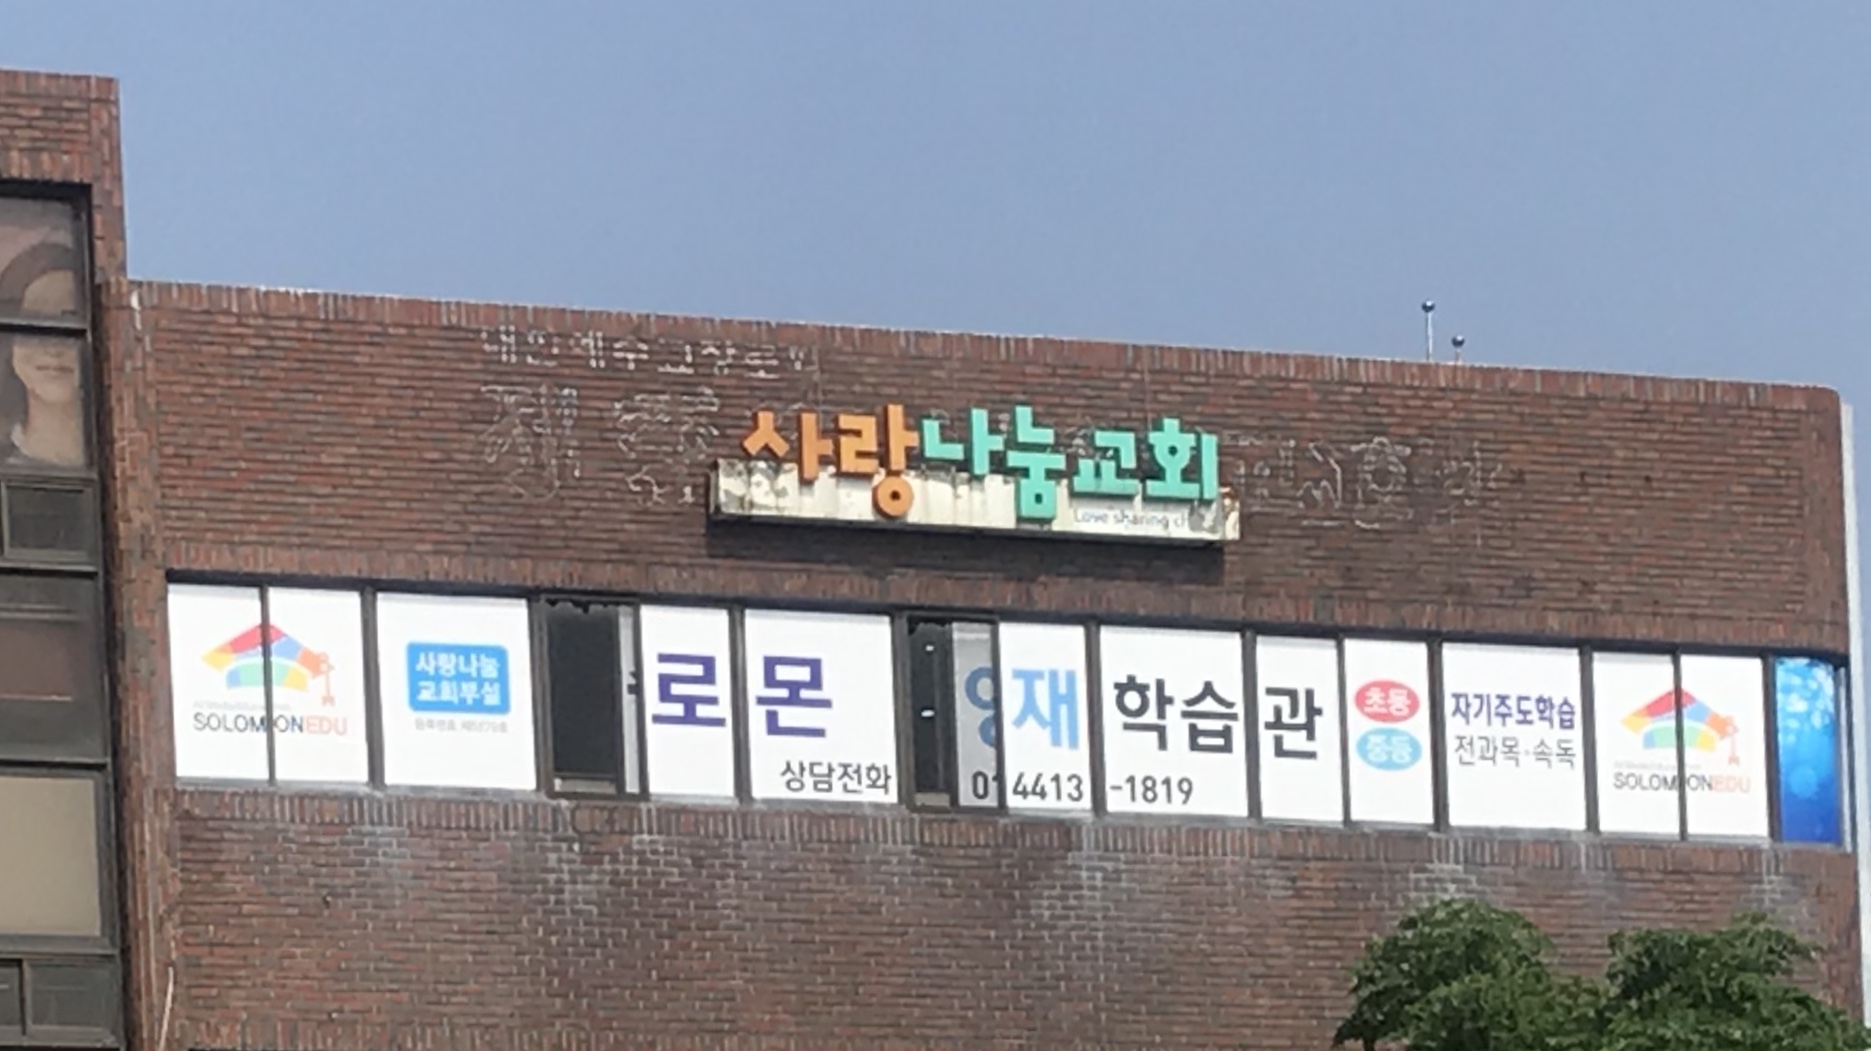 사랑나눔교회
Love sharing ch
SOLOMONEDU
사랑나눔
교회부설
로몬 재학습관
상담전화 01 4413-1819
초등
중등
자기주도학습
전과목·속독
SOLOMONEDU